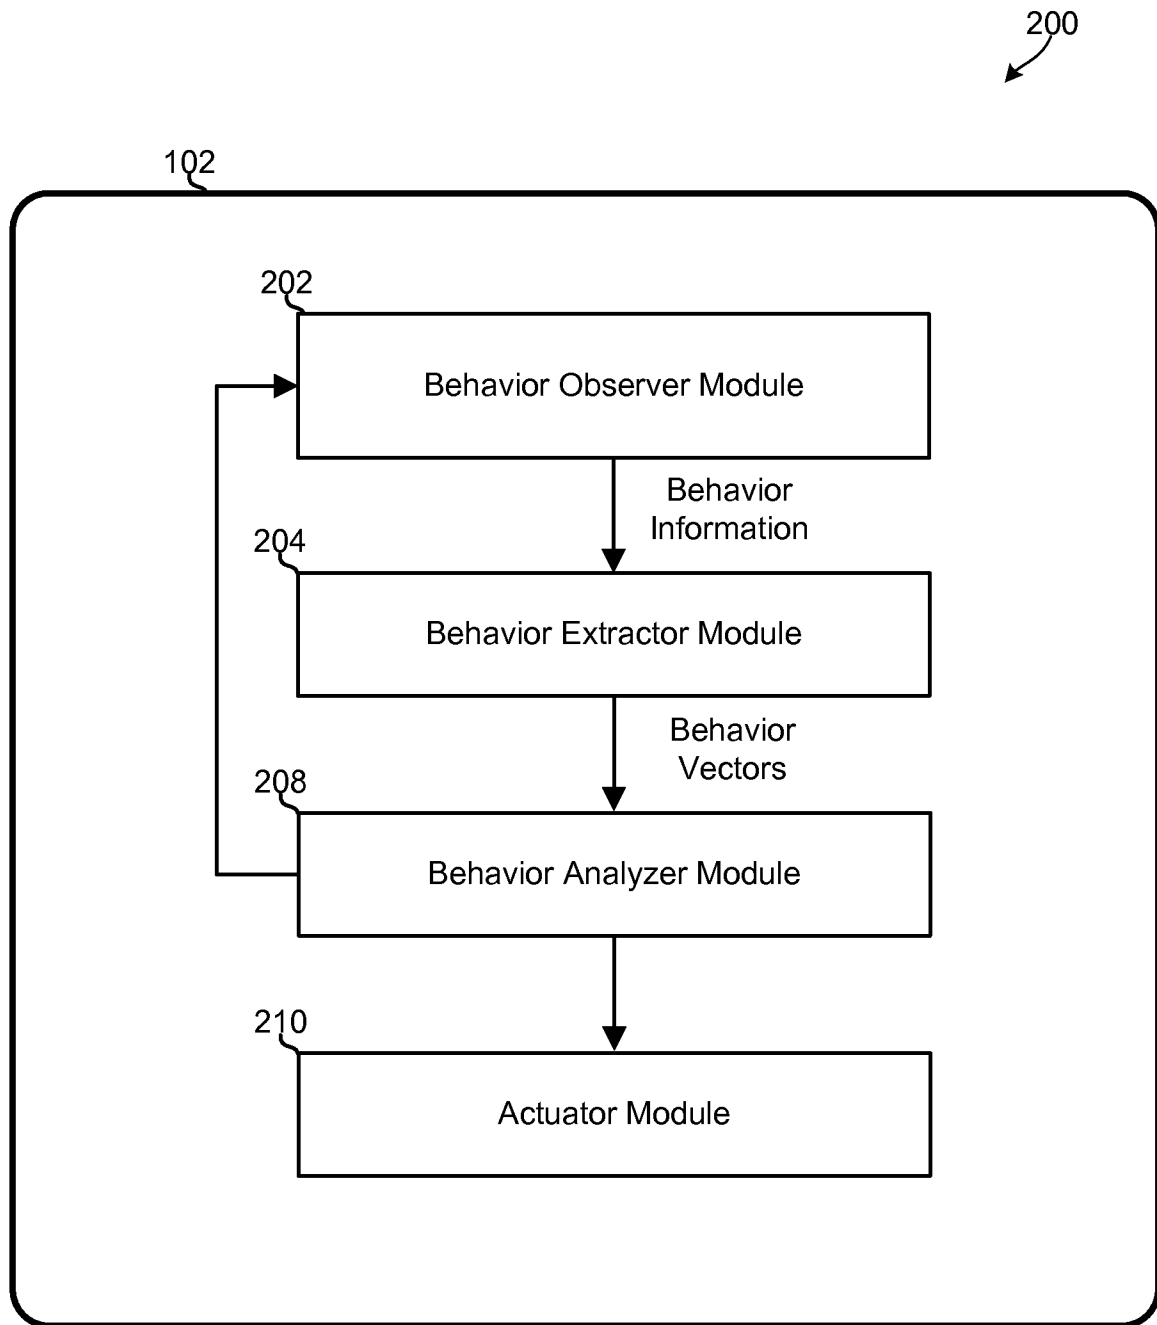 200
102
202
Behavior Observer Module
Behavior
Information
204
Behavior Extractor Module
Behavior
Vectors
208
Behavior Analyzer Module
210
Actuator Module